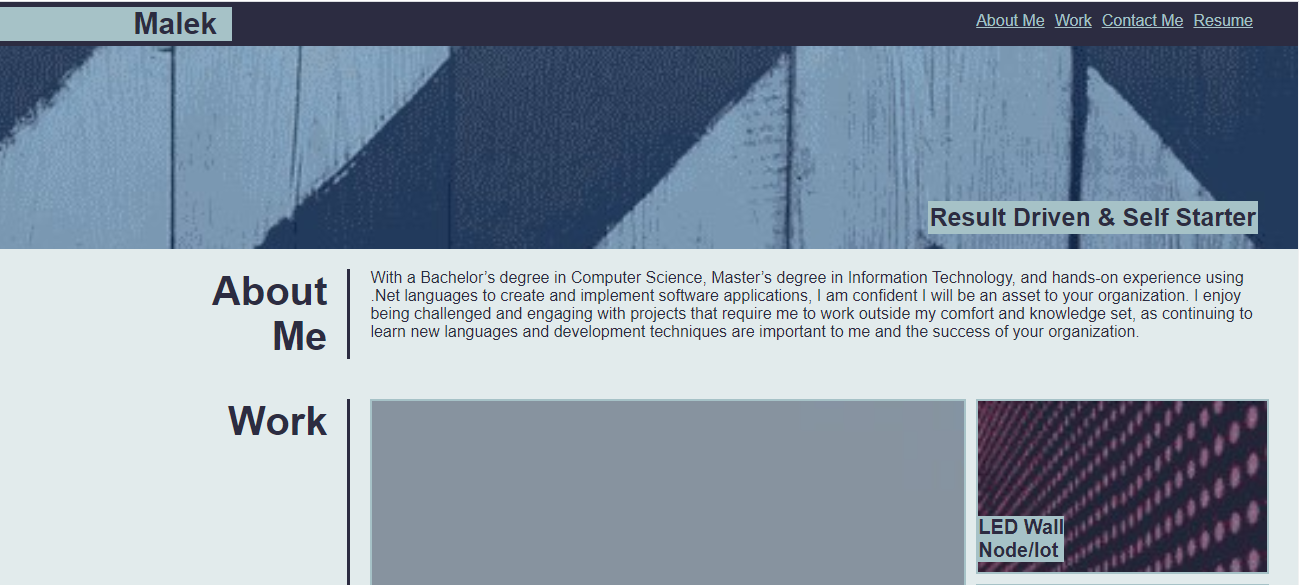 Malek
About Me Work Contact Me Resume
Result Driven & Self Starter
About
Me
With a Bachelor’s degree in Computer Science, Master’s degree in Information Technology, and hands-on experience using
.Net languages to create and implement software applications, I am confident I will be an asset to your organization. I enjoy
being challenged and engaging with projects that require me to work outside my comfort and knowledge set, as continuing to
learn new languages and development techniques are important to me and the success of your organization.
Work
LED Wall
Node/Iot